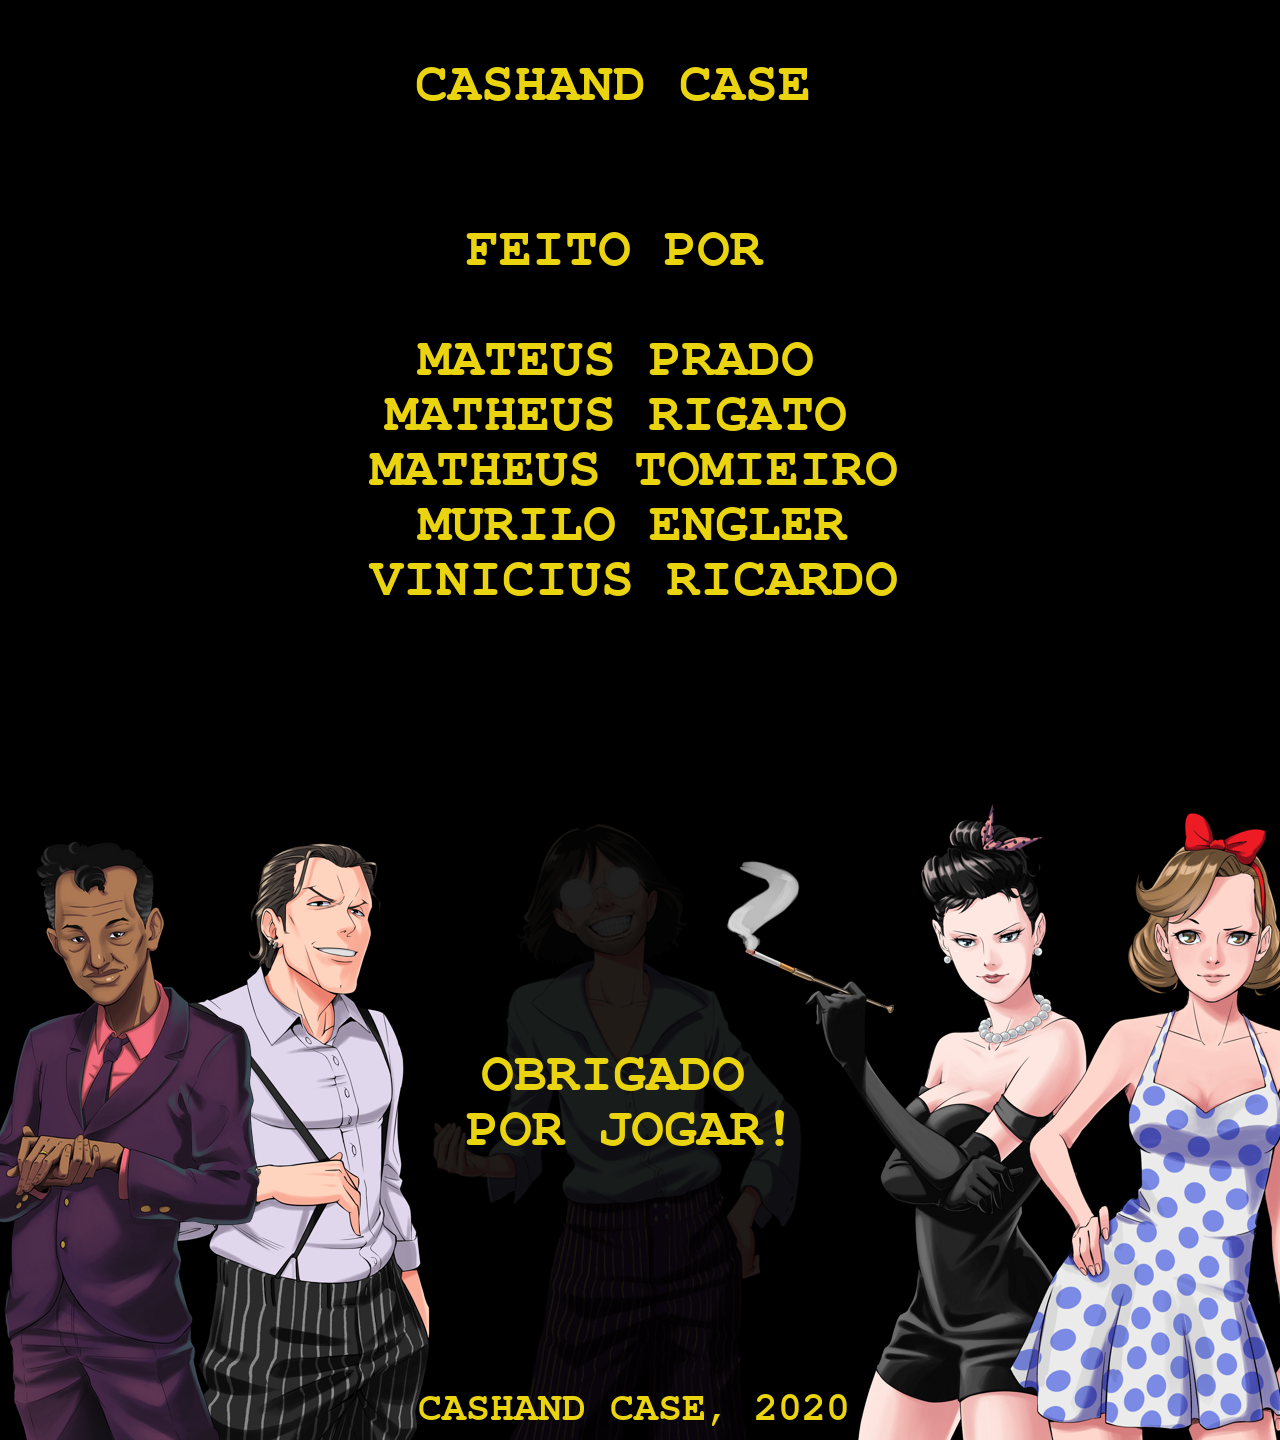 CASHAND CASE
FEITO POR
MATEUS PRADO
MATHEUS RIGATO
MATHEUS TOMIEIRO
MURILO ENGLER
VINICIUS RICARDO
OBRIGADO
POR JOGAR!
CASHAND CASE, 2020